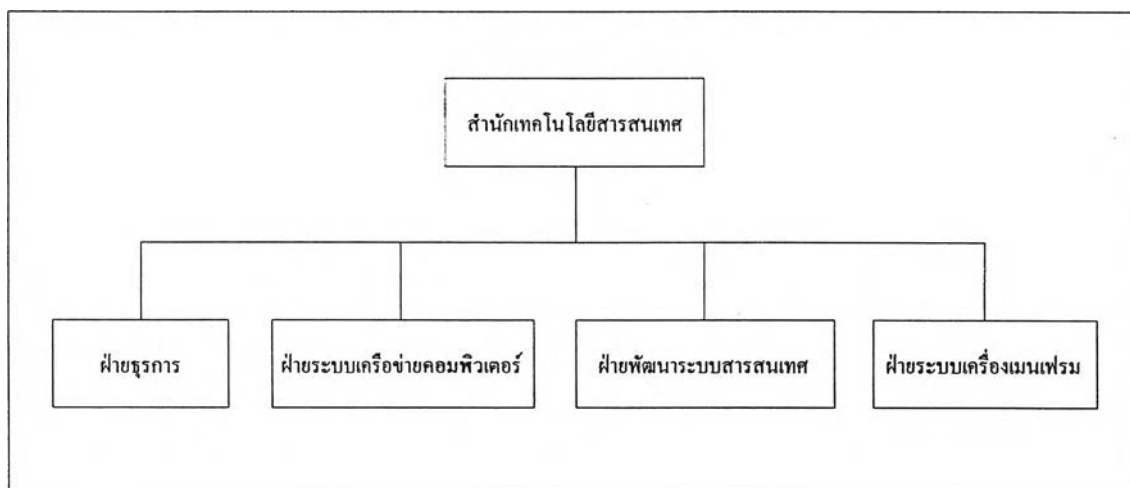 สำนักเทคโนโลยีสารสนเทศ
ฝ่ายธุรการ
ฝ่ายระบบเครือข่ายคอมพิวเตอร์
ฝ่ายพัฒนาระบบสารสนเทศ
ฝ่ายระบบเครื่องเมนเฟรม